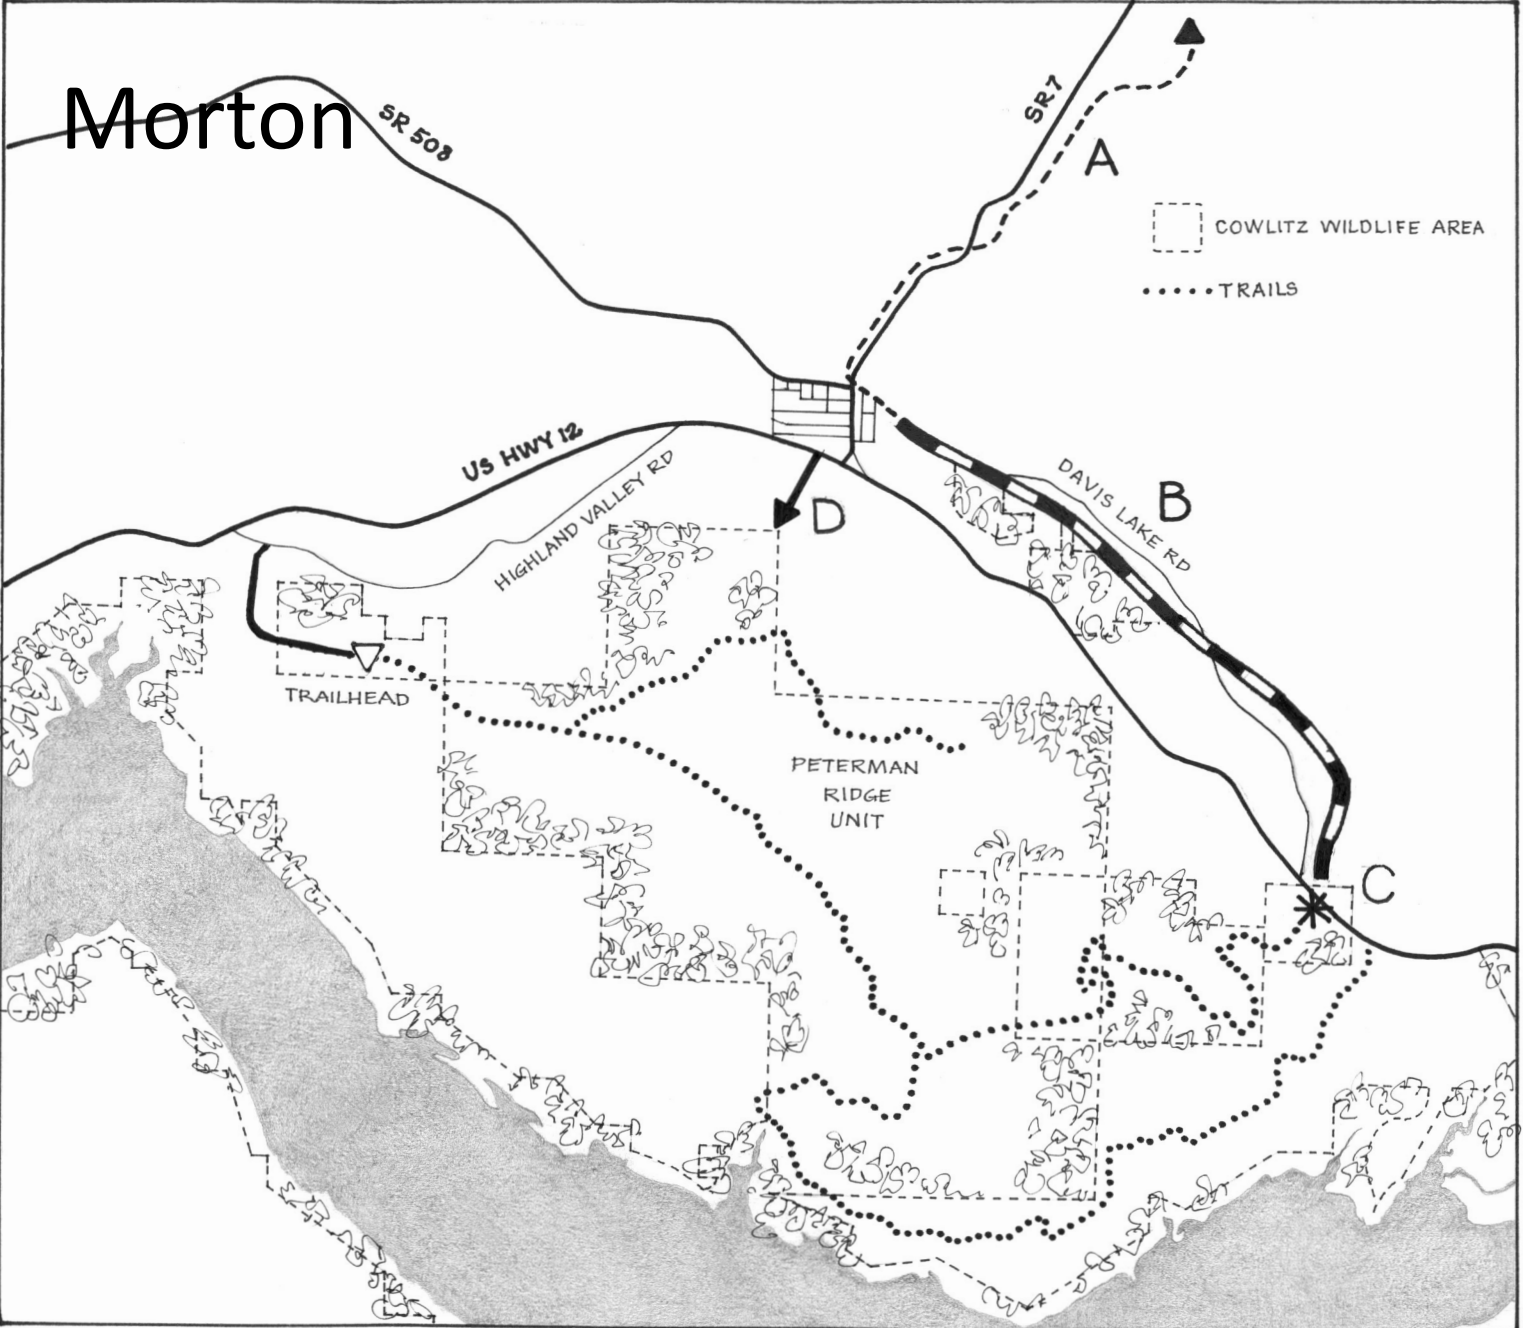 Morton
SR 508
SR7
A
COWLITZ WILDLIFE AREA
TRAILS
US HWY 12
HIGHLAND VALLEY RD
D
DAVIS LAKE RD
B
TRAILHEAD
PETERMAN
RIDGE
UNIT
C